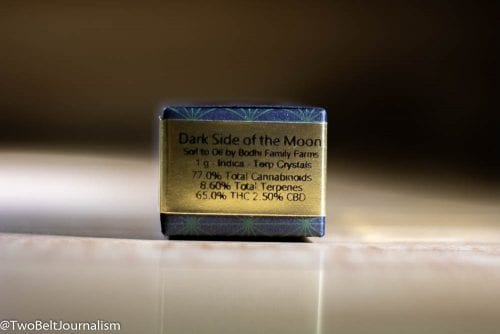 Dark Side of the Moon
Soil to Oil by Bodhi Family Farms
1 g - Indica - Terp Crystals
77.0% Total Cannabinoids
8.60% Total Terpenes
65.0% THC 2.50% CBD
@TwoBeltJournalism